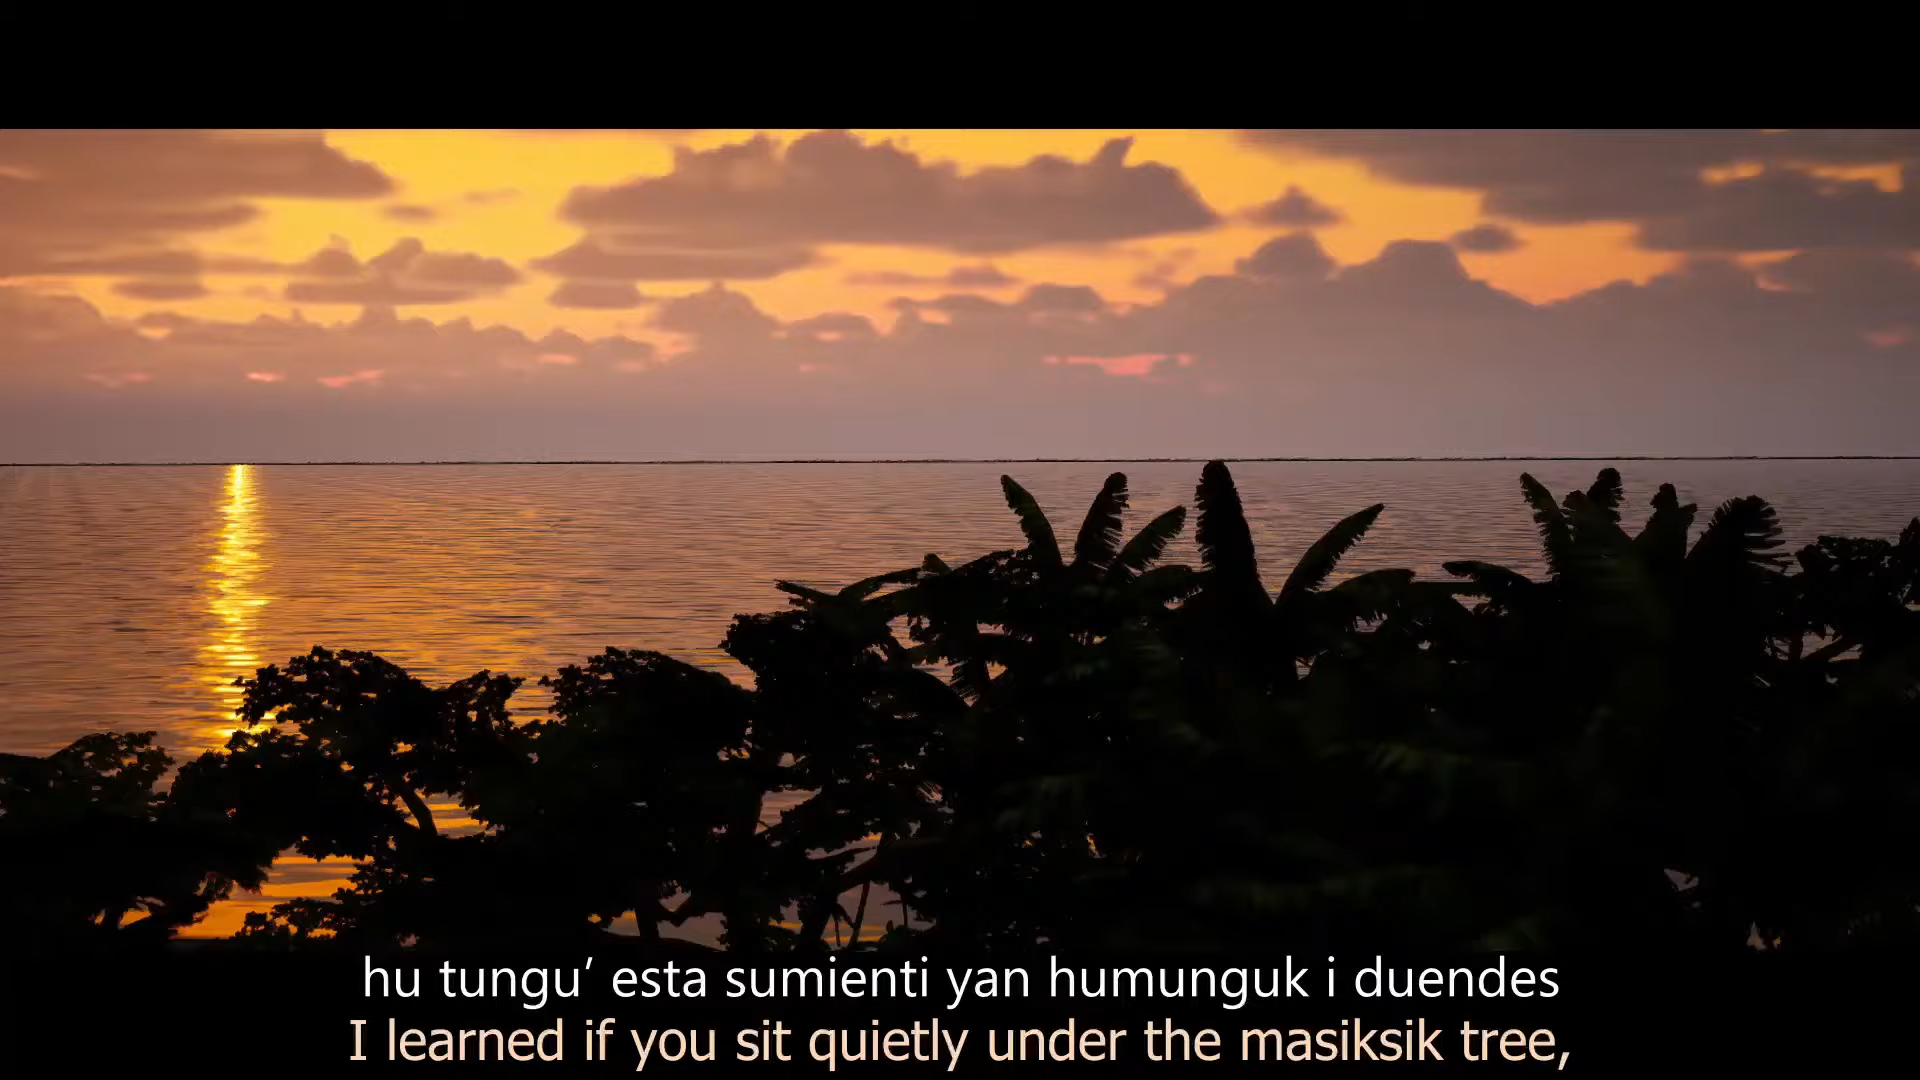 hu tungu’ esta sumienti yan humunguk i duendes
I learned if you sit quietly under the masiksik tree,